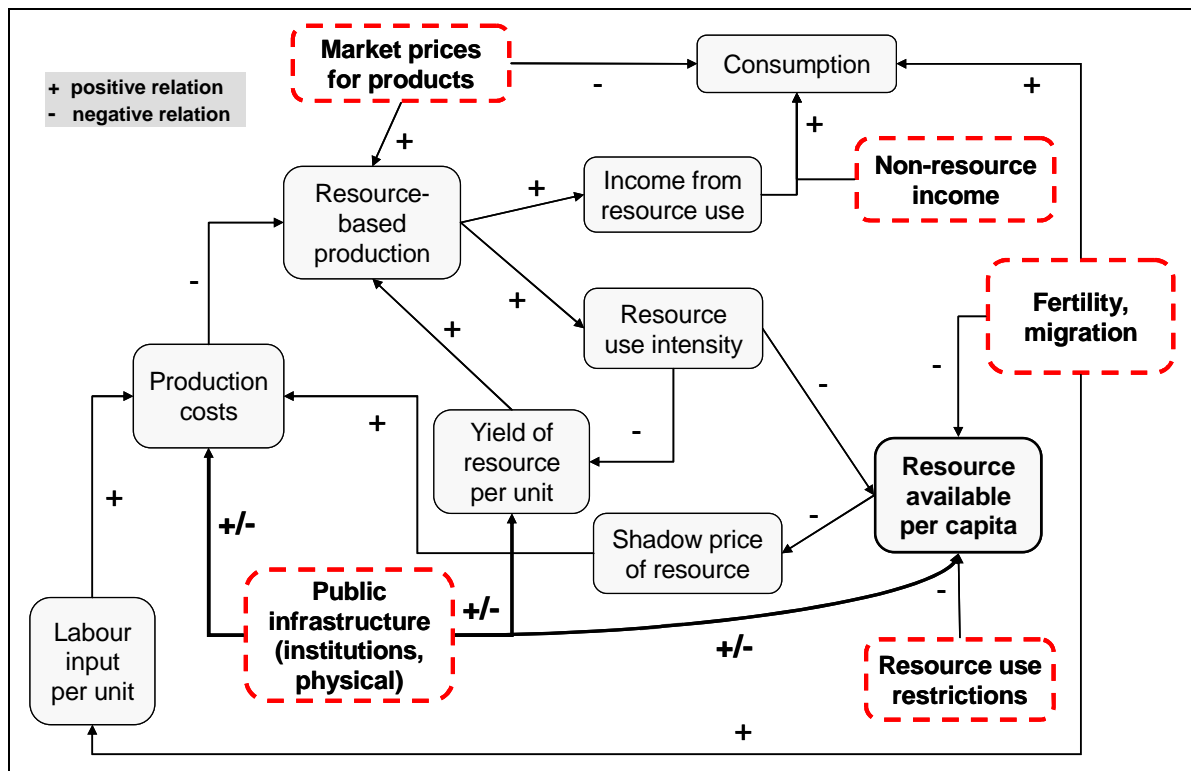 Market prices
for products
Consumption
+ positive relation
- negative relation
-
+
+
+
Non-resource
income
Resource-
based
production
+
Income from
resource use
-
+
+
Resource
use intensity
Fertility,
migration
-
-
Production
costs
+
-
Yield of
resource
per unit
Resource
available
per capita
+
+/-
-
Shadow price
of resource
Public
infrastructure
(institutions,
physical)
+/-
+/-
-
Labour
input
per unit
Resource use
restrictions
+